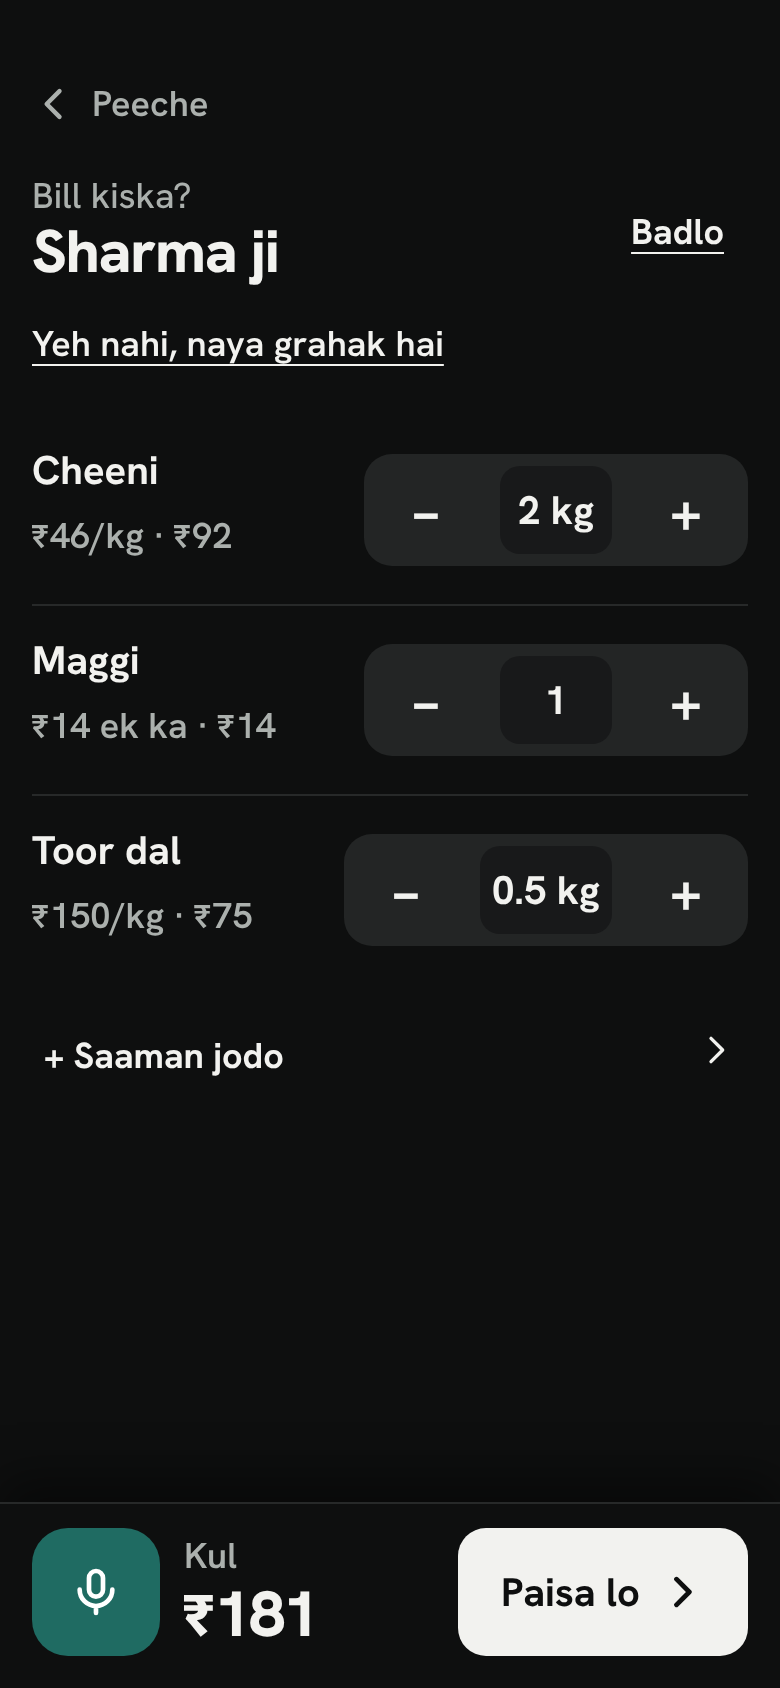 Peeche
Bill kiska?
Sharma ji
Badlo
Yeh nahi, naya grahak hai
Cheeni
₹46/kg · ₹92
– 2 kg +
Maggi
₹14 ek ka · ₹14
– 1 +
Toor dal
₹150/kg · ₹75
– 0.5 kg +
+ Saaman jodo
Kul
₹181
Paisa lo